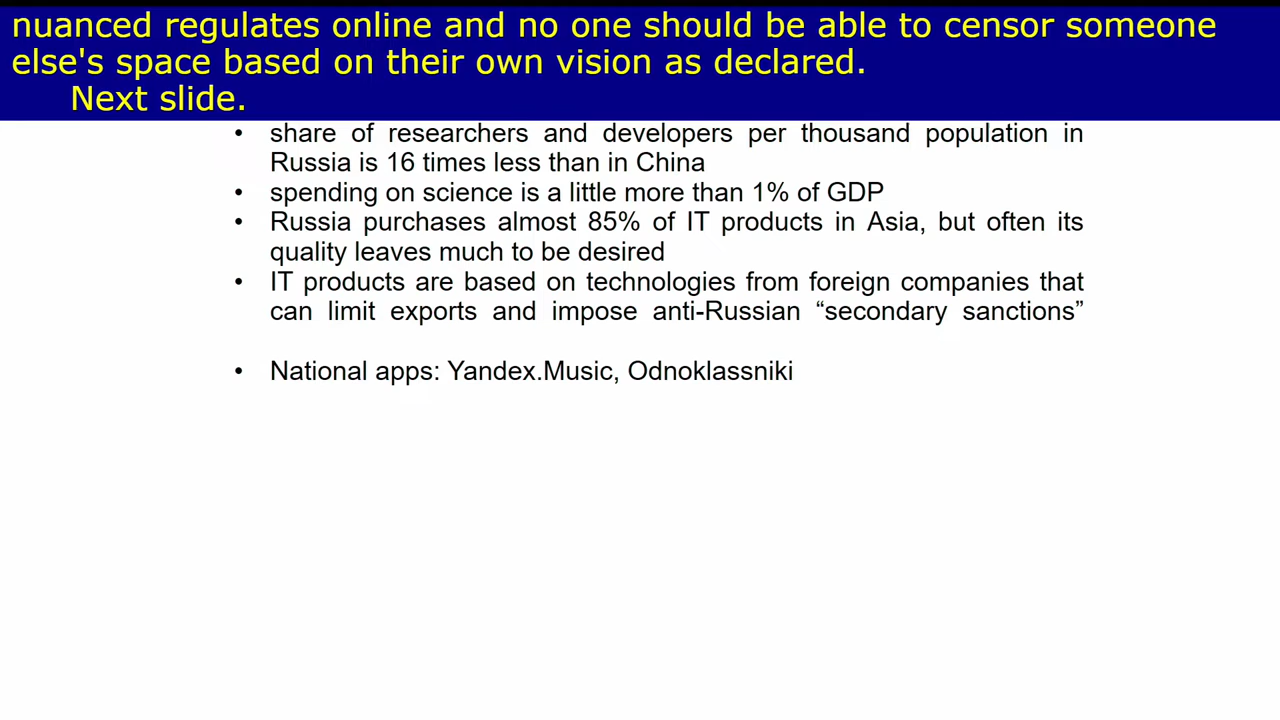 nuanced regulates online and no one should be able to censor someone
else's space based on their own vision as declared.
Next slide.
• share of researchers and developers per thousand population in
Russia is 16 times less than in China
• spending on science is a little more than 1% of GDP
• Russia purchases almost 85% of IT products in Asia, but often its
quality leaves much to be desired
• IT products are based on technologies from foreign companies that
can limit exports and impose anti-Russian “secondary sanctions”
• National apps: Yandex.Music, Odnoklassniki